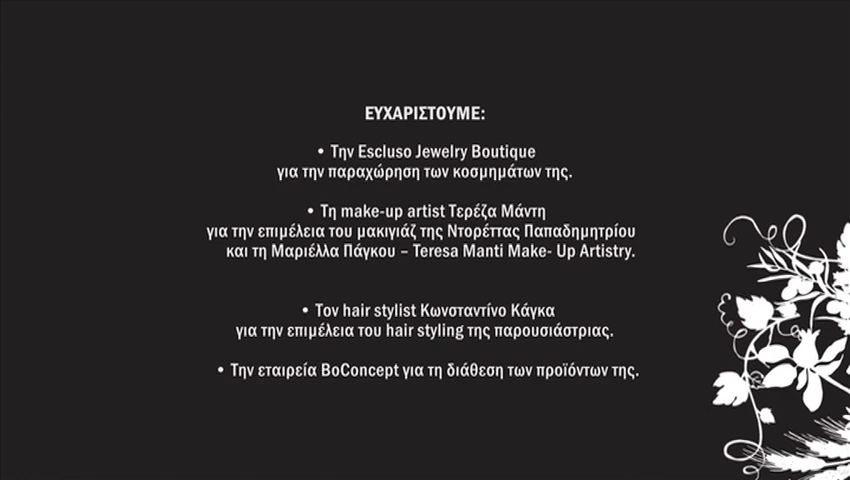 ΕΥΧΑΡΙΣΤΟΥΜΕ:
• Την Escluso Jewelry Boutique
για την παραχώρηση των κοσμημάτων της.
• Τη make-up artist Τερέζα Μάντη
για την επιμέλεια του μακιγιάζ της Ντορέττας Παπαδημητρίου
και τη Μαριέλλα Πάγκου – Teresa Manti Make- Up Artistry.
• Τον hair stylist Κωνσταντίνο Κάγκα
για την επιμέλεια του hair styling της παρουσιάστριας.
• Την εταιρεία BoConcept για τη διάθεση των προϊόντων της.